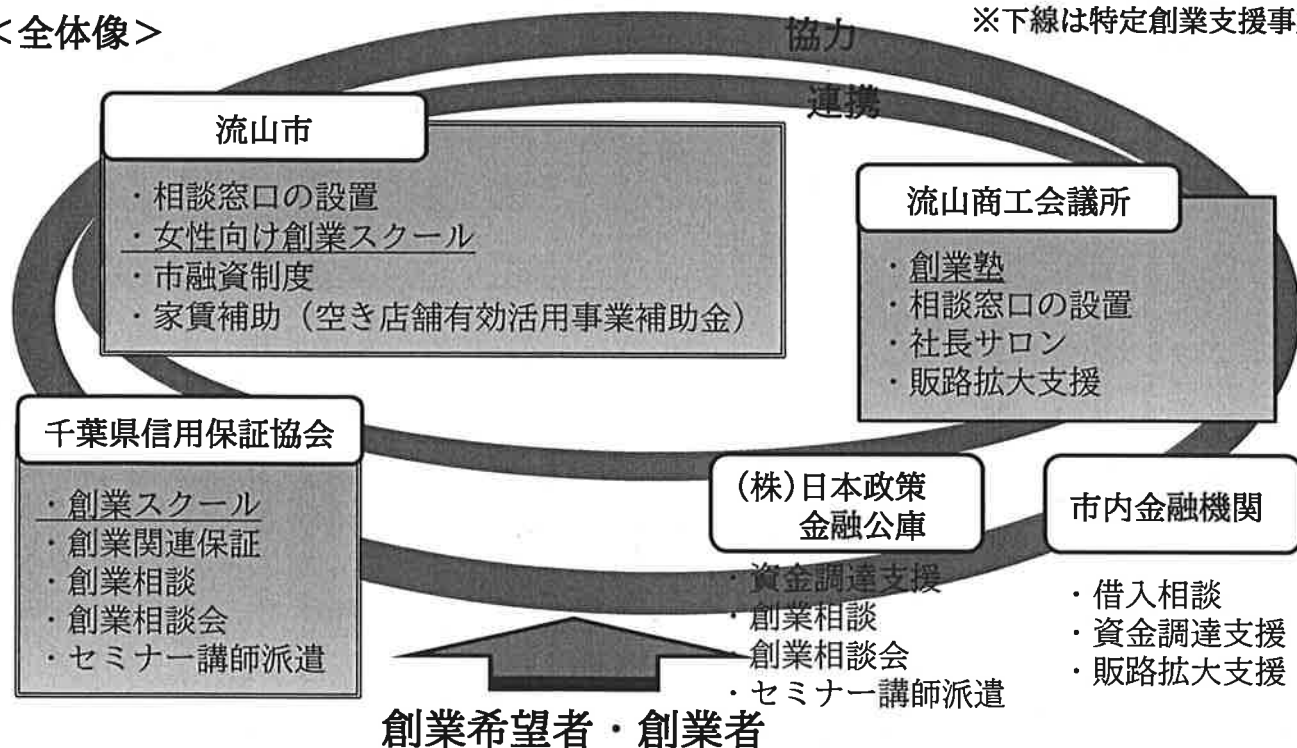 ＜全体像＞
※下線は特定創業支援事
協力
連携
流山市
・相談窓口の設置
・女性向け創業スクール
・市融資制度
・家賃補助（空き店舗有効活用事業補助金）
流山商工会議所
・創業塾
・相談窓口の設置
・社長サロン
・販路拡大支援
千葉県信用保証協会
・創業スクール
・創業関連保証
・創業相談
・創業相談会
・セミナー講師派遣
(株)日本政策
金融公庫
・資金調達支援
・創業相談
・創業相談会
・セミナー講師派遣
市内金融機関
・借入相談
・資金調達支援
・販路拡大支援
創業希望者・創業者